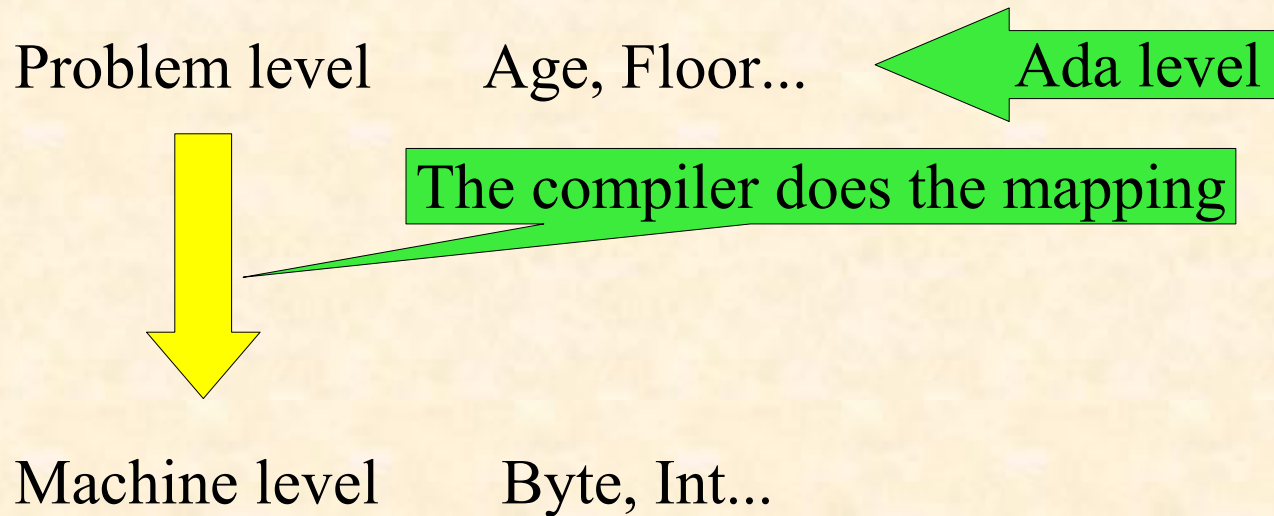 Problem level Age, Floor... Ada level
The compiler does the mapping
Machine level Byte, Int...